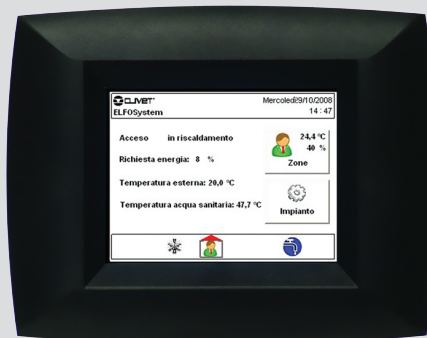 CLIVET
Mercoledì9/10/2008
ELFOSystem
14:47
Acceso in riscaldamento
24,4 °C
40 %
Richiesta energia: 8 %
Zone
Temperatura esterna: 20,0 °C
Temperatura acqua sanitaria: 47,7 °C
Impianto